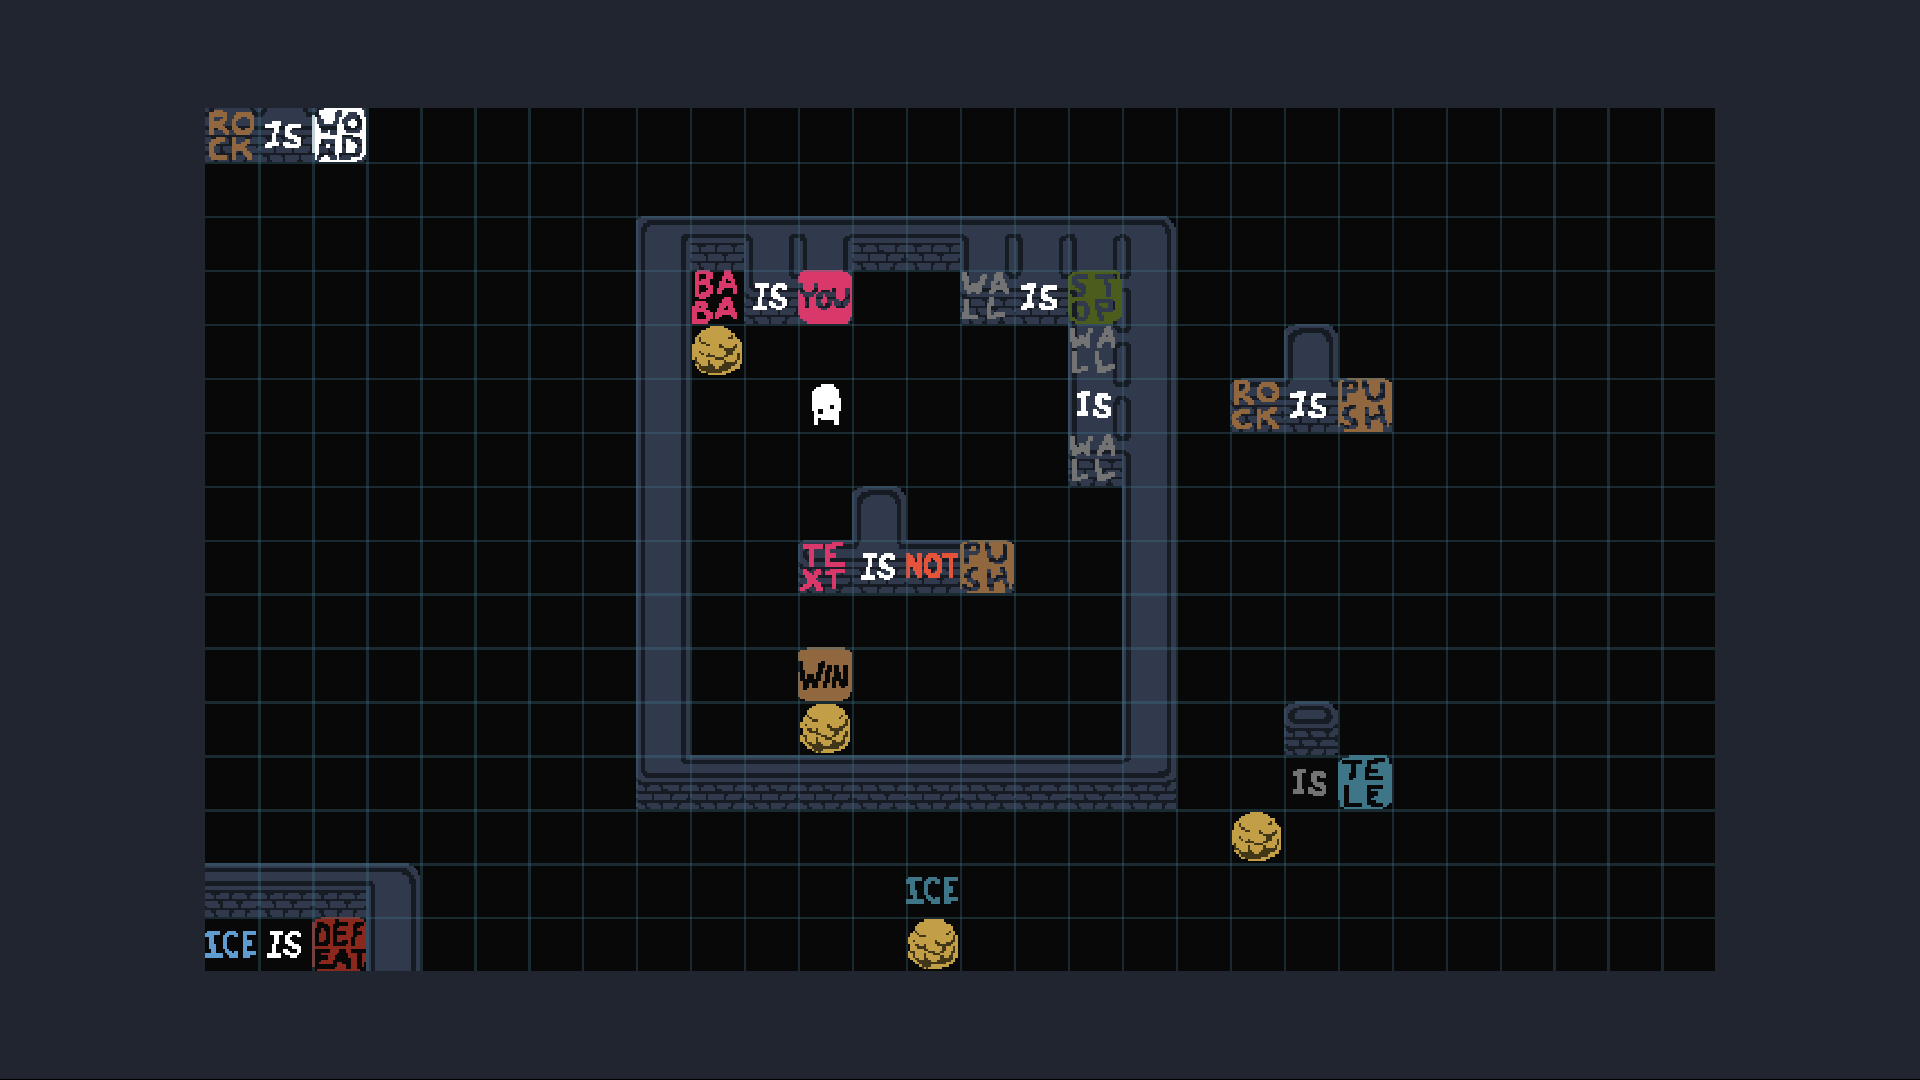 ROCK IS WORD
BABA IS YOU
WALL IS STOP
WALL
IS
WALL
ROCK IS PUSH
TEXT IS NOT PUSH
WIN
IS TELE
ICE
ICE IS DEFEAT